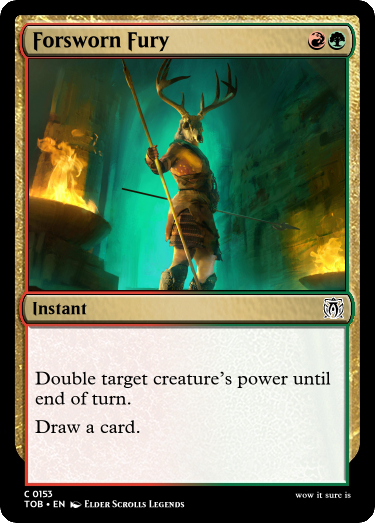 Forsworn Fury
Instant
Double target creature's power until
end of turn.
Draw a card.
C 0153
TOB • EN Elder Scrolls Legends
wow it sure is